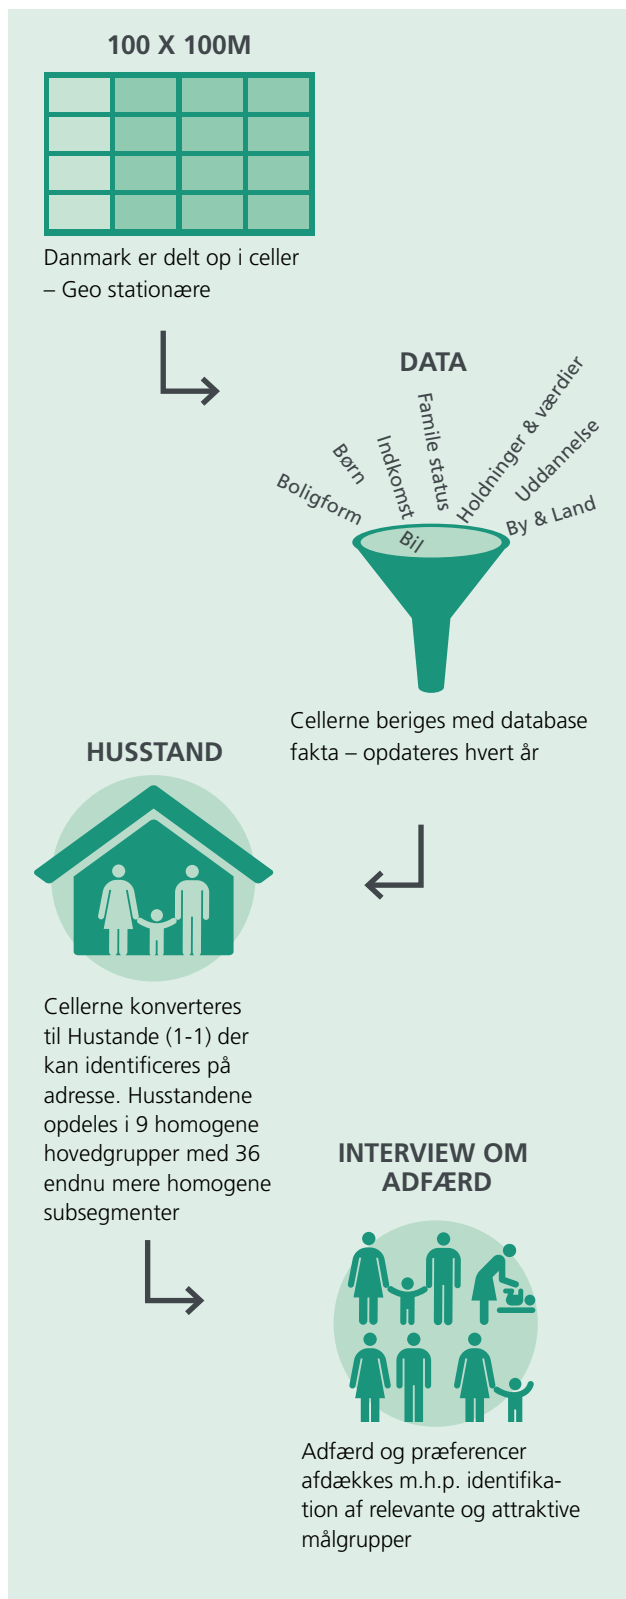 100 X 100M
Danmark er delt op i celler
– Geo stationære
DATA
Boligform
Børn
Indkomst
Famile status
Holdninger & værdier
Uddannelse
By & Land
Bil
Cellerne beriges med database
fakta – opdateres hvert år
HUSSTAND
Cellerne konverteres
til Hustande (1-1) der
kan identificeres på
adresse. Husstandene
opdeles i 9 homogene
hovedgrupper med 36
endnu mere homogene
subsegmenter
INTERVIEW OM
ADFÆRD
Adfærd og præferencer
afdækkes m.h.p. identifika-
tion af relevante og attraktive
målgrupper